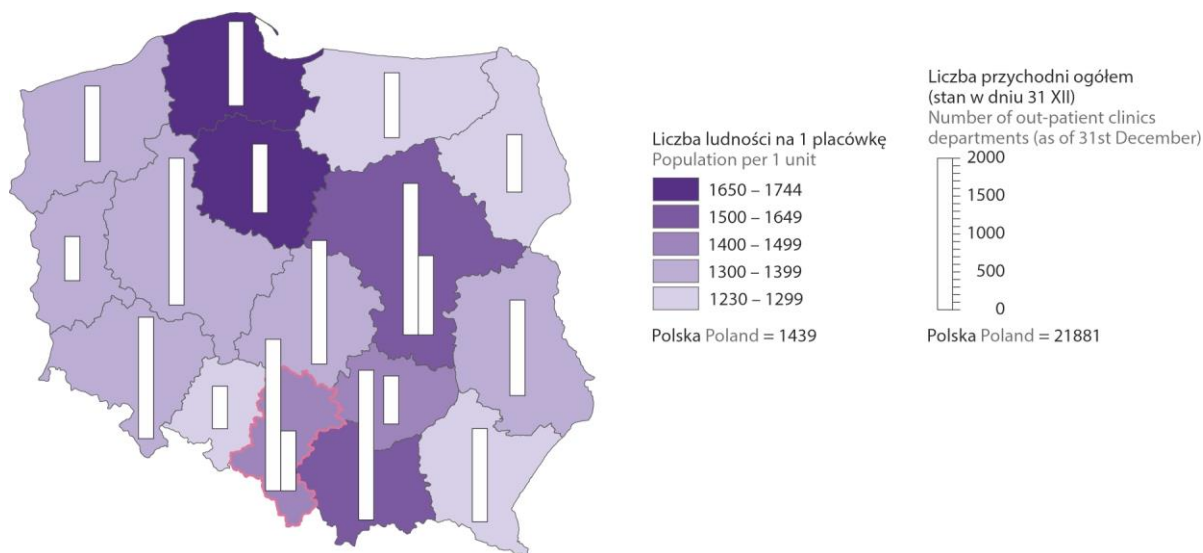 Liczba ludności na 1 placówkę
Population per 1 unit
1650 – 1744
1500 – 1649
1400 – 1499
1300 – 1399
1230 – 1299
Polska Poland = 1439
Liczba przychodni ogółem
(stan w dniu 31 XII)
Number of out-patient clinics
departments (as of 31st December)
2000
1500
1000
500
0
Polska Poland = 21881